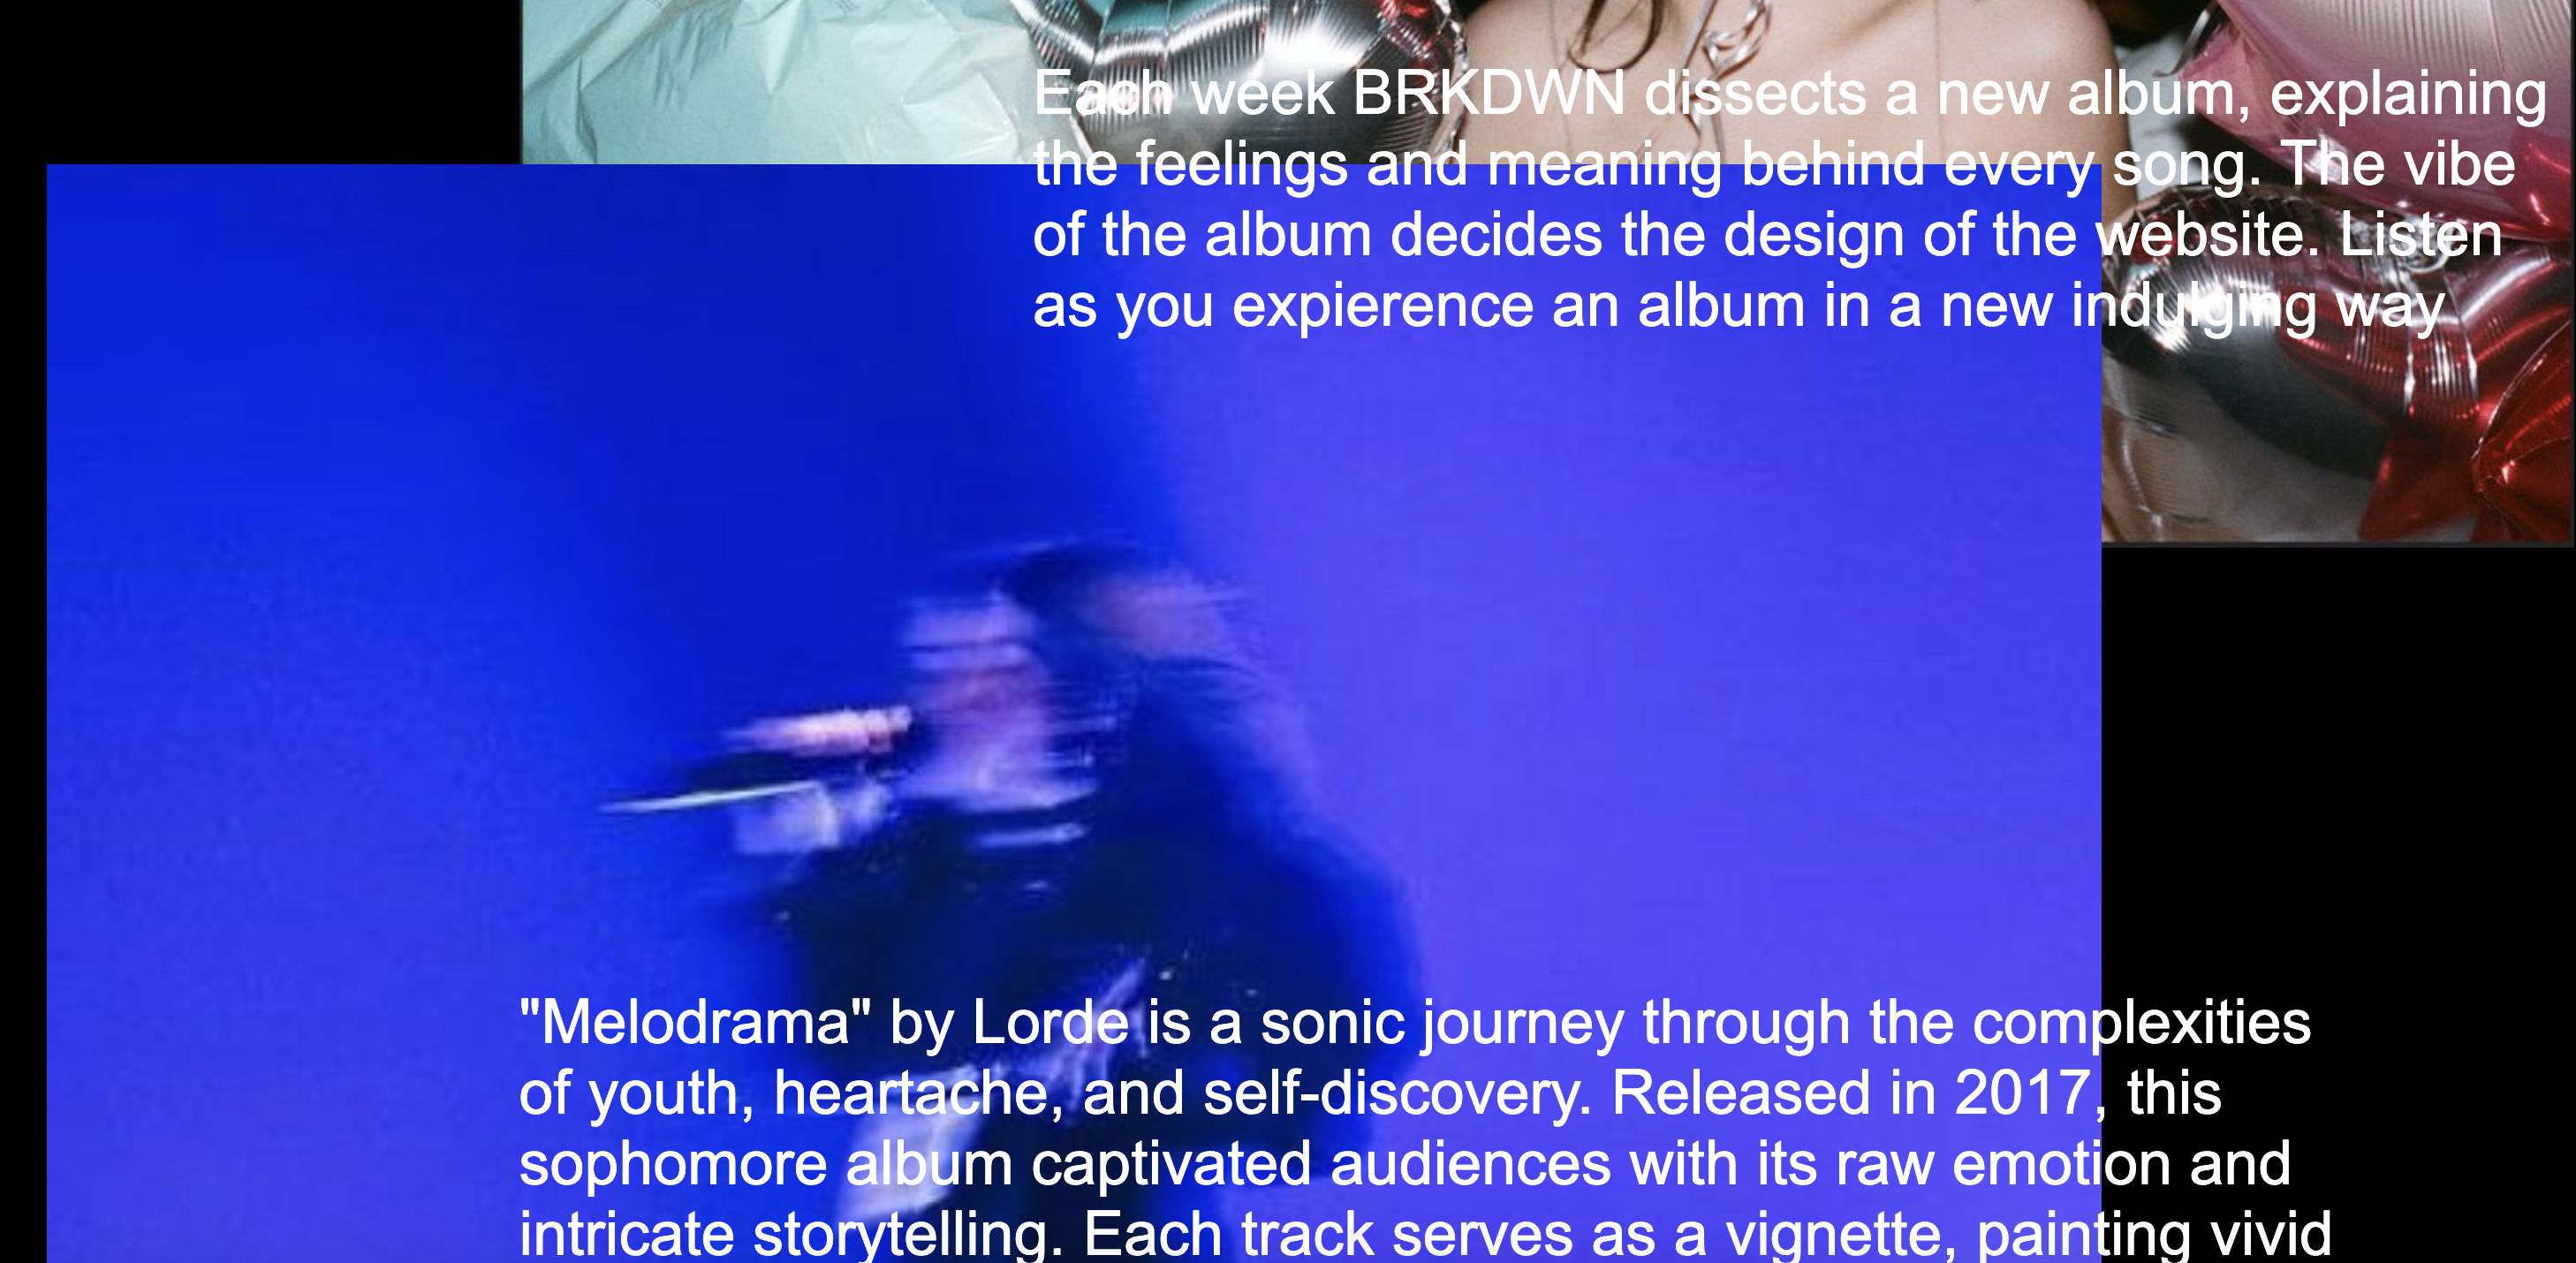 Each week BRKDWN dissects a new album, explaining
the feelings and meaning behind every song. The vibe
of the album decides the design of the website. Listen
as you expierence an album in a new indulging way
"Melodrama" by Lorde is a sonic journey through the complexities
of youth, heartache, and self-discovery. Released in 2017, this
sophomore album captivated audiences with its raw emotion and
intricate storytelling. Each track serves as a vignette, painting vivid